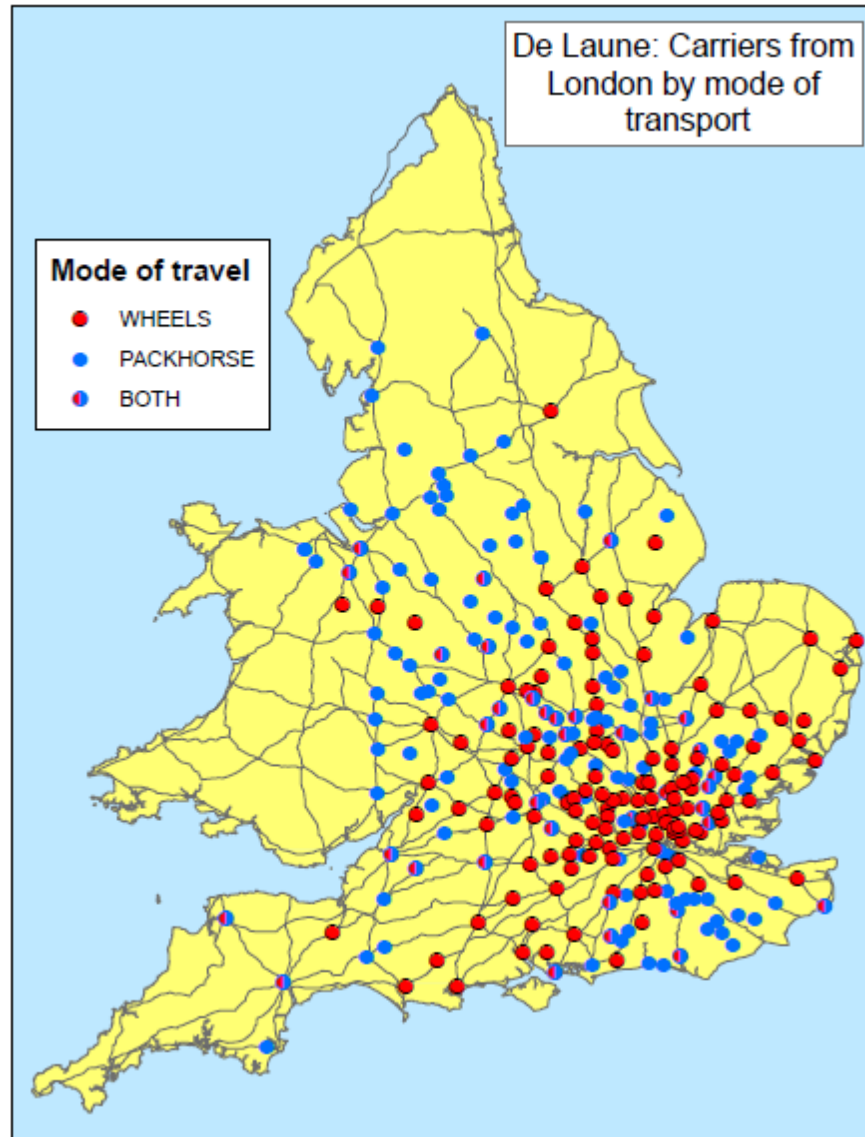 De Laune: Carriers from
London by mode of
transport
Mode of travel
WHEELS
PACKHORSE
BOTH